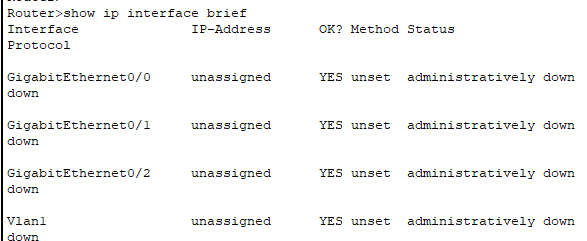 Router>show ip interface brief
Interface IP-Address OK? Method Status
Protocol
GigabitEthernet0/0 unassigned YES unset administratively down
down
GigabitEthernet0/1 unassigned YES unset administratively down
down
GigabitEthernet0/2 unassigned YES unset administratively down
down
Vlan1 unassigned YES unset administratively down
down